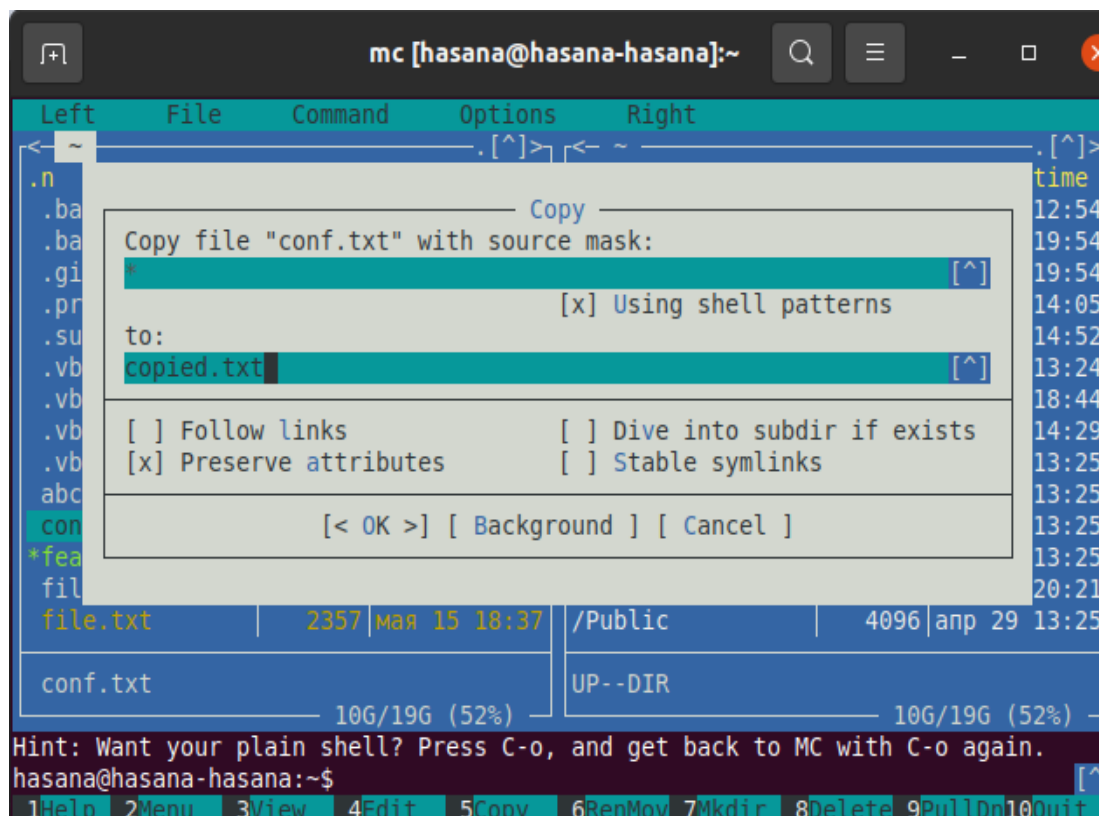 mc [hasana@hasana-hasana]:~
Left File Command Options Right
<- ~ .[^]> <- ~ .[^]>
.n time
.ba Copy 12:54
.ba Copy file "conf.txt" with source mask: 19:54
.gi * [^] 19:54
.pr [x] Using shell patterns 14:05
.su to: 14:52
.vb copied.txt [^] 13:24
.vb 18:44
.vb [ ] Follow links [ ] Dive into subdir if exists 14:29
.vb [x] Preserve attributes [ ] Stable symlinks 13:25
abc 13:25
con [< OK >] [ Background ] [ Cancel ] 13:25
*fea 13:25
fil 20:21
file.txt 2357 мая 15 18:37 /Public 4096 апр 29 13:25
conf.txt UP--DIR
10G/19G (52%) 10G/19G (52%)
Hint: Want your plain shell? Press C-o, and get back to MC with C-o again.
hasana@hasana-hasana:~$ [^
1Help 2Menu 3View 4Edit 5Copy 6RenMov 7Mkdir 8Delete 9PullDn 10Quit